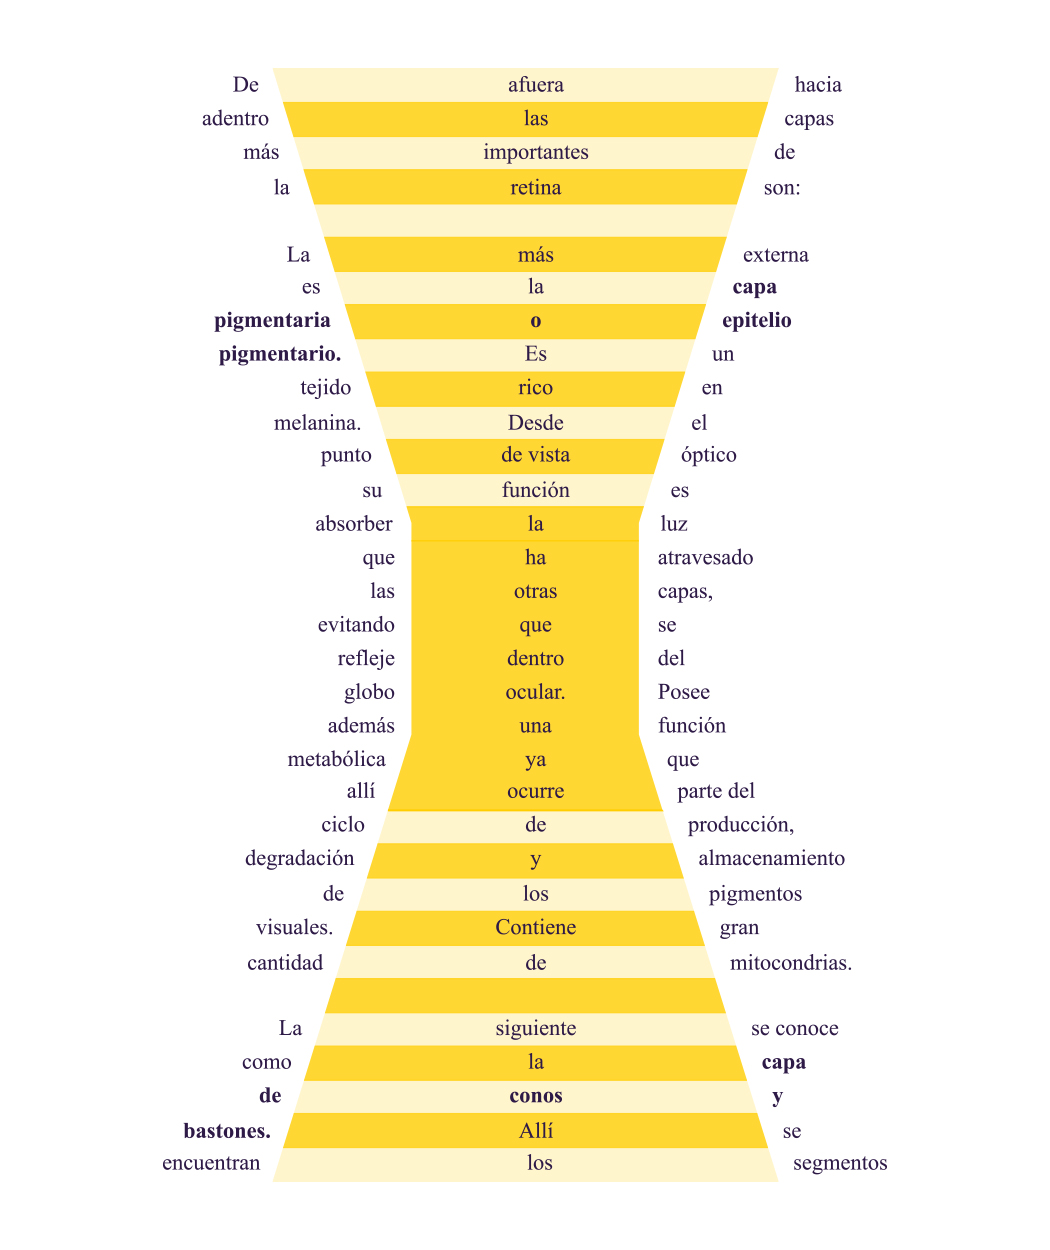 De afuera hacia
adentro las capas
más importantes de
la retina son:
La más externa
es la capa
pigmentaria o epitelio
pigmentario. Es un
tejido rico en
melanina. Desde el
punto de vista óptico
su función es
absorber la luz
que ha atravesado
las otras capas,
evitando que se
refleje dentro del
globo ocular. Posee
además una función
metabólica ya que
allí ocurre parte del
ciclo de producción,
degradación y almacenamiento
de los pigmentos
visuales. Contiene gran
cantidad de mitocondrias.
La siguiente se conoce
como la capa
de conos y
bastones. Allí se
encuentran los segmentos